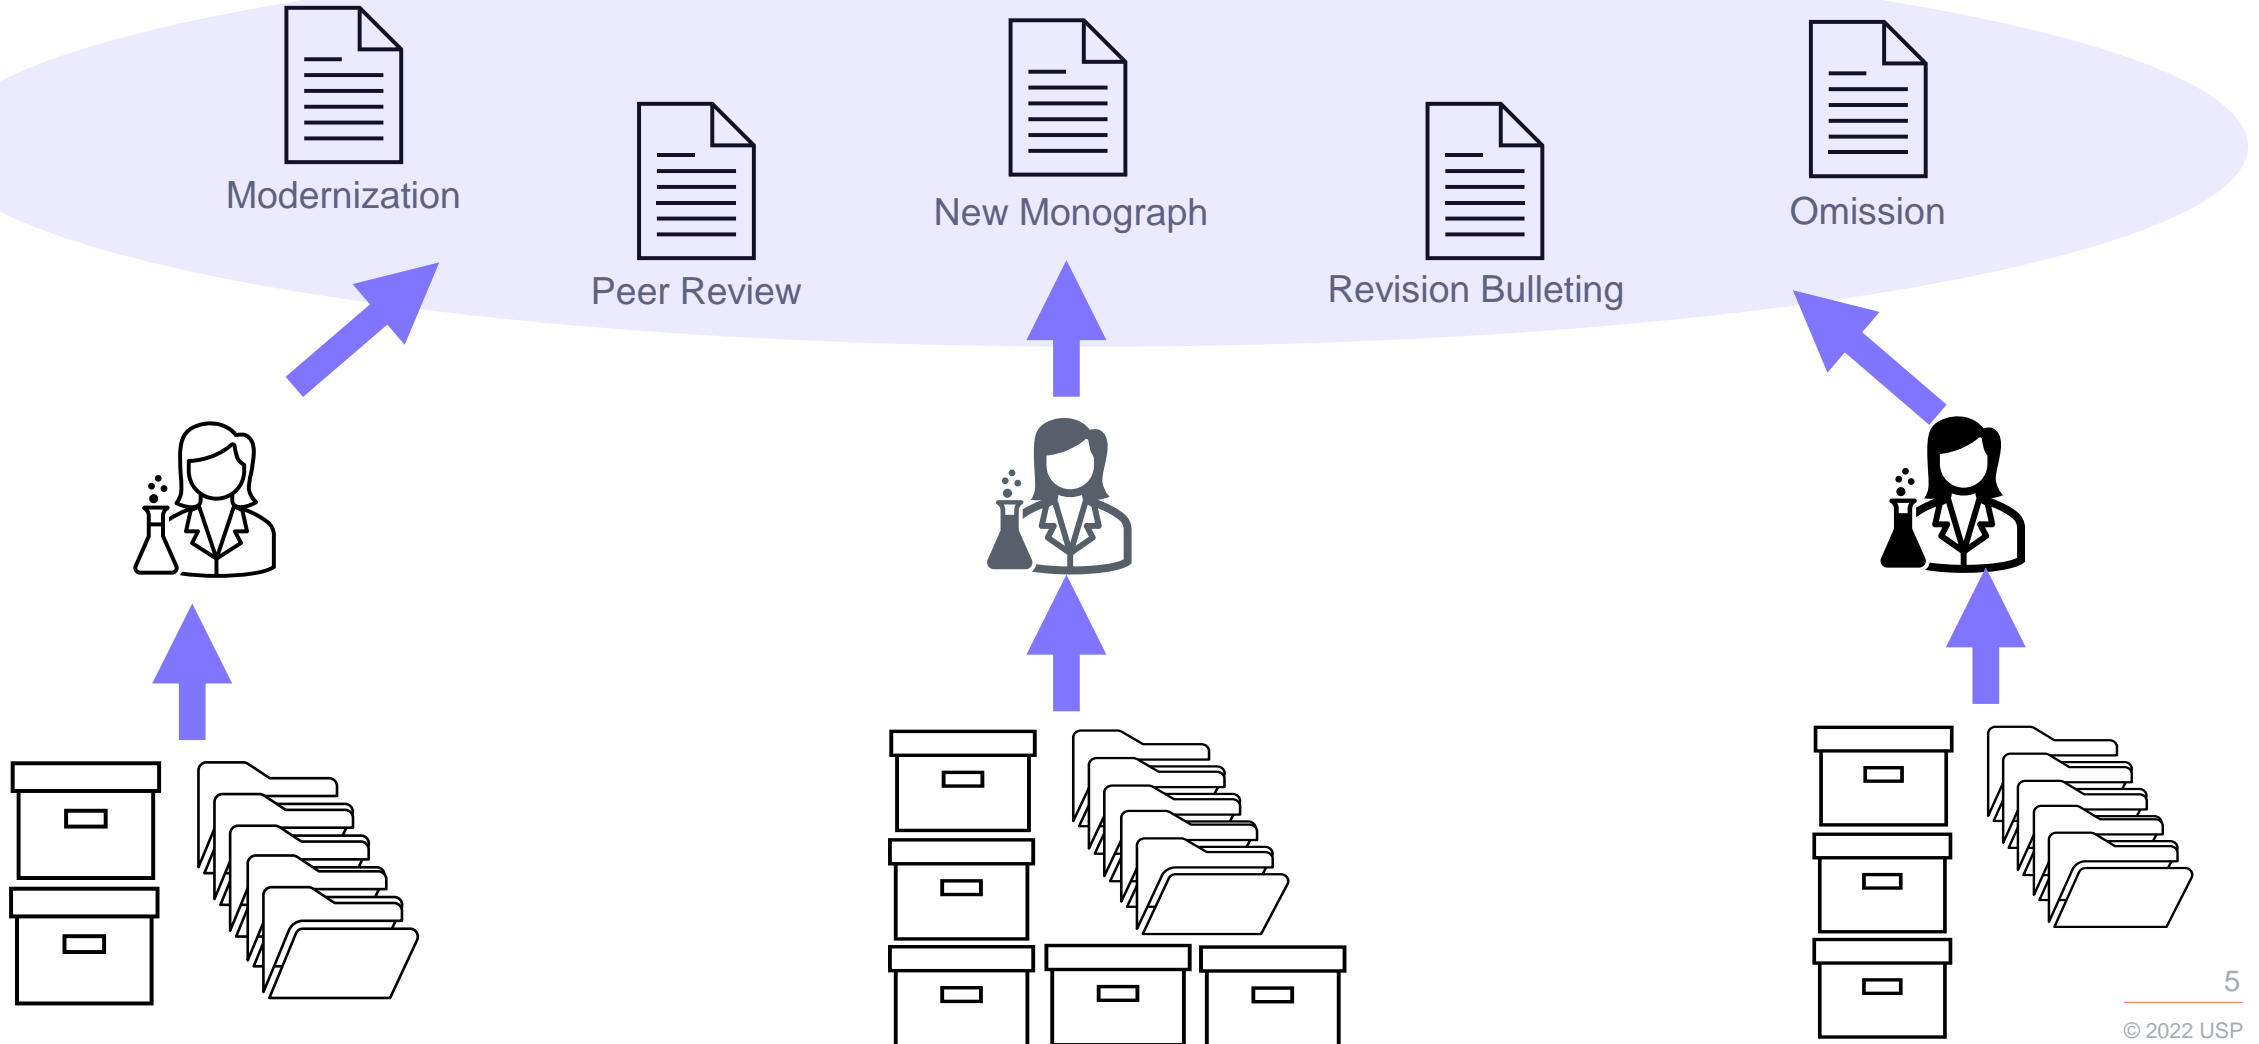 Modernization
Peer Review
New Monograph
Revision Bulleting
Omission
5
© 2022 USP